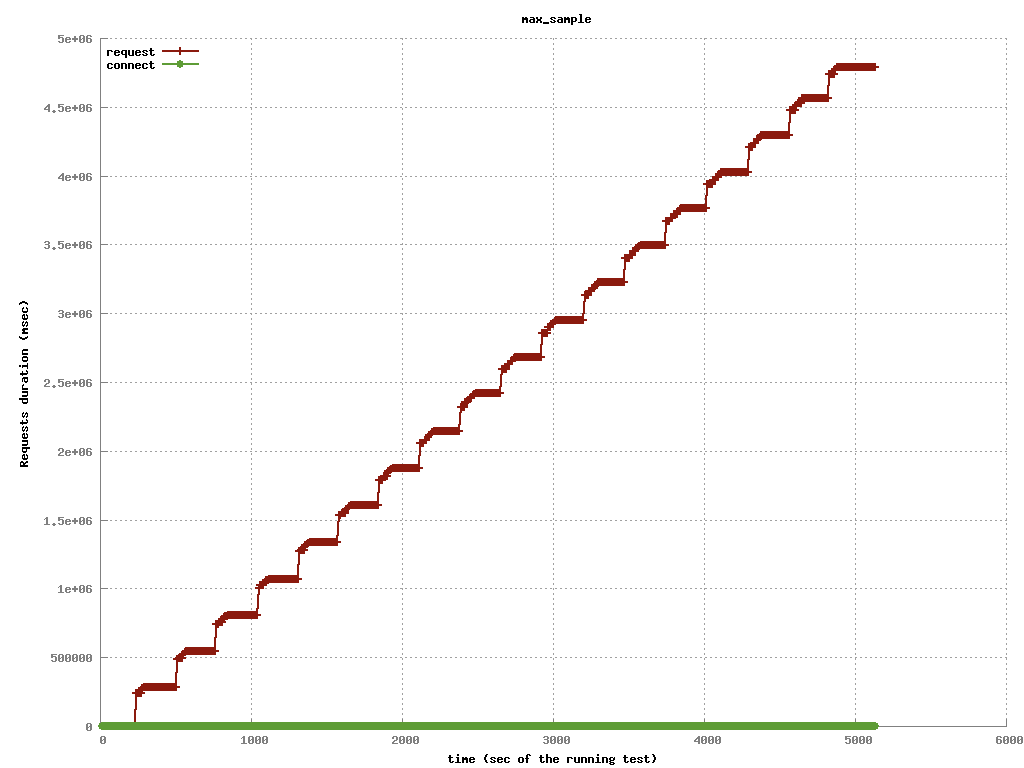 max_sample
request
connect
5e+06
4.5e+06
4e+06
3.5e+06
3e+06
2.5e+06
2e+06
1.5e+06
1e+06
500000
0
Requests duration (msec)
0 1000 2000 3000 4000 5000 6000
time (sec of the running test)